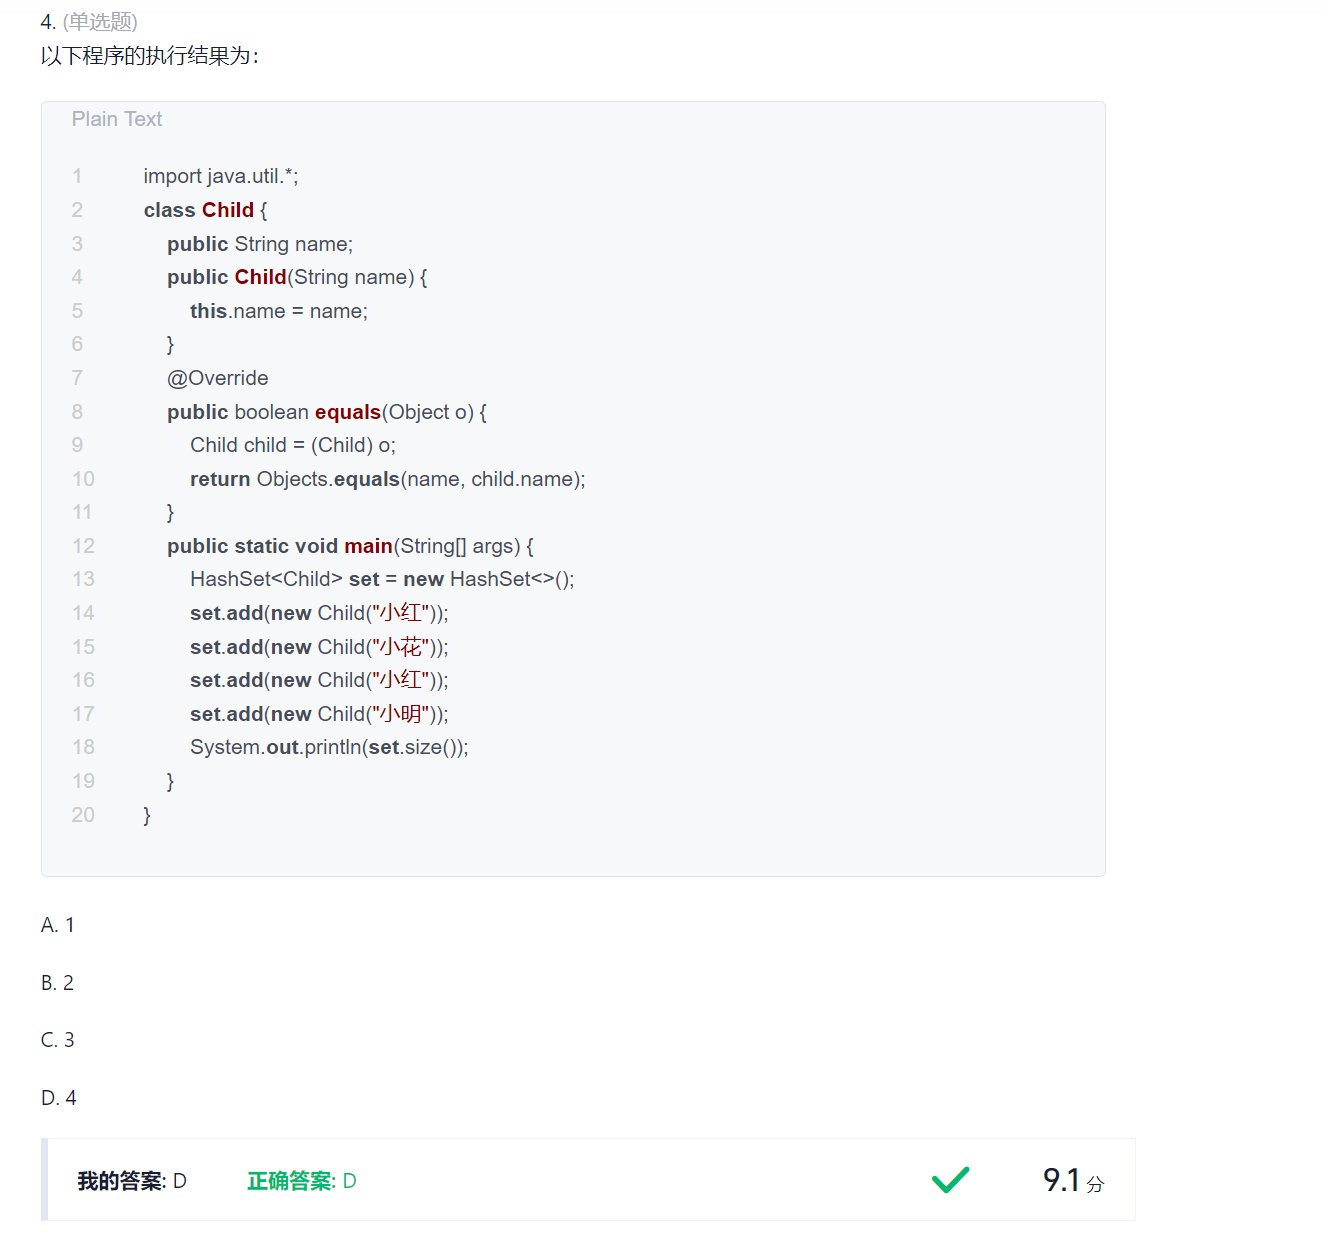 4. (单选题)
以下程序的执行结果为：
Plain Text
1 import java.util.*;
2 class Child {
3 public String name;
4 public Child(String name) {
5 this.name = name;
6 }
7 @Override
8 public boolean equals(Object o) {
9 Child child = (Child) o;
10 return Objects.equals(name, child.name);
11 }
12 public static void main(String[] args) {
13 HashSet<Child> set = new HashSet<>();
14 set.add(new Child("小红"));
15 set.add(new Child("小花"));
16 set.add(new Child("小红"));
17 set.add(new Child("小明"));
18 System.out.println(set.size());
19 }
20 }
A. 1
B. 2
C. 3
D. 4
我的答案: D 正确答案: D 9.1 分